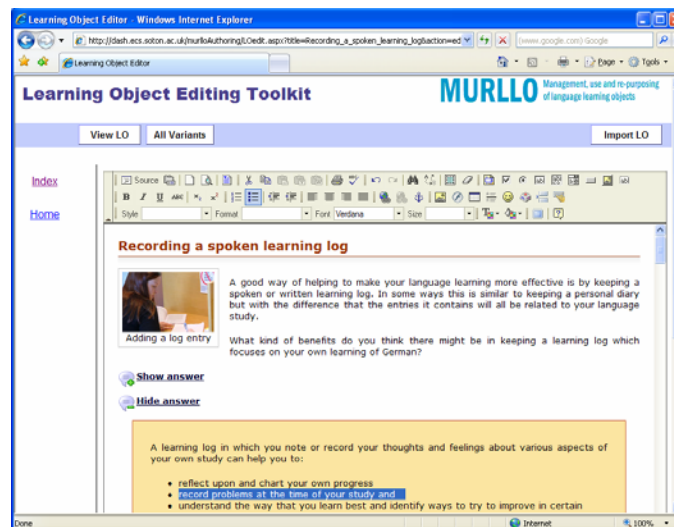 Learning Object Editor - Windows Internet Explorer
http://dash.ecs.soton.ac.uk/murlloAuthoring/LOedit.aspx?title=Recording_a_spoken_learning_log&action=ed
(www.google.com) Google
Learning Object Editor
Page
Tools
Learning Object Editing Toolkit
MURLLO
Management, use and re-purposing
of language learning objects
View LO
All Variants
Import LO
Index
Home
Source
B I U ABC
Style
Format
Font Verdana
Size
Recording a spoken learning log
Adding a log entry
A good way of helping to make your language learning more effective is by keeping a
spoken or written learning log. In some ways this is similar to keeping a personal diary
but with the difference that the entries it contains will all be related to your language
study.
What kind of benefits do you think there might be in keeping a learning log which
focuses on your own learning of German?
Show answer
Hide answer
A learning log in which you note or record your thoughts and feelings about various aspects of
your own study can help you to:
• reflect upon and chart your own progress
• record problems at the time of your study and
• understand the way that you learn best and identify ways to try to improve in certain
Done
Internet
100%